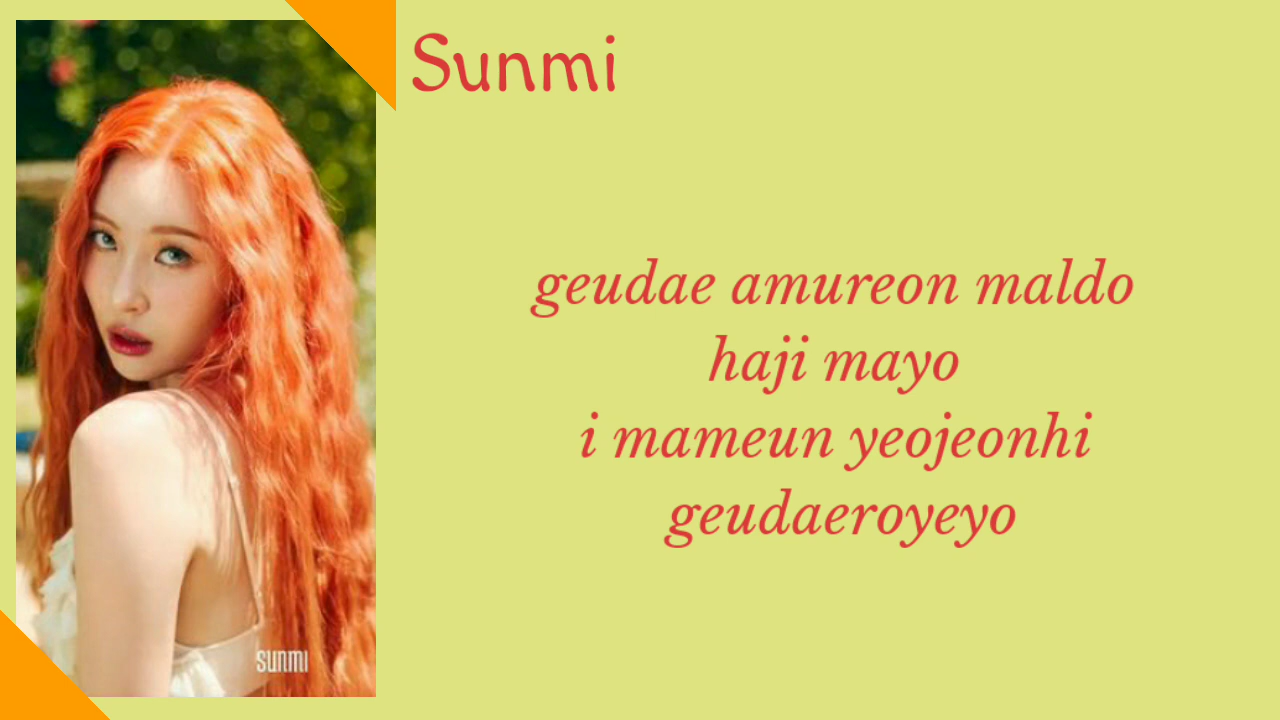 Sunmi
geudae amureon maldo
haji mayo
i mameun yeojeonhi
geudaeroyeyo
sunmi